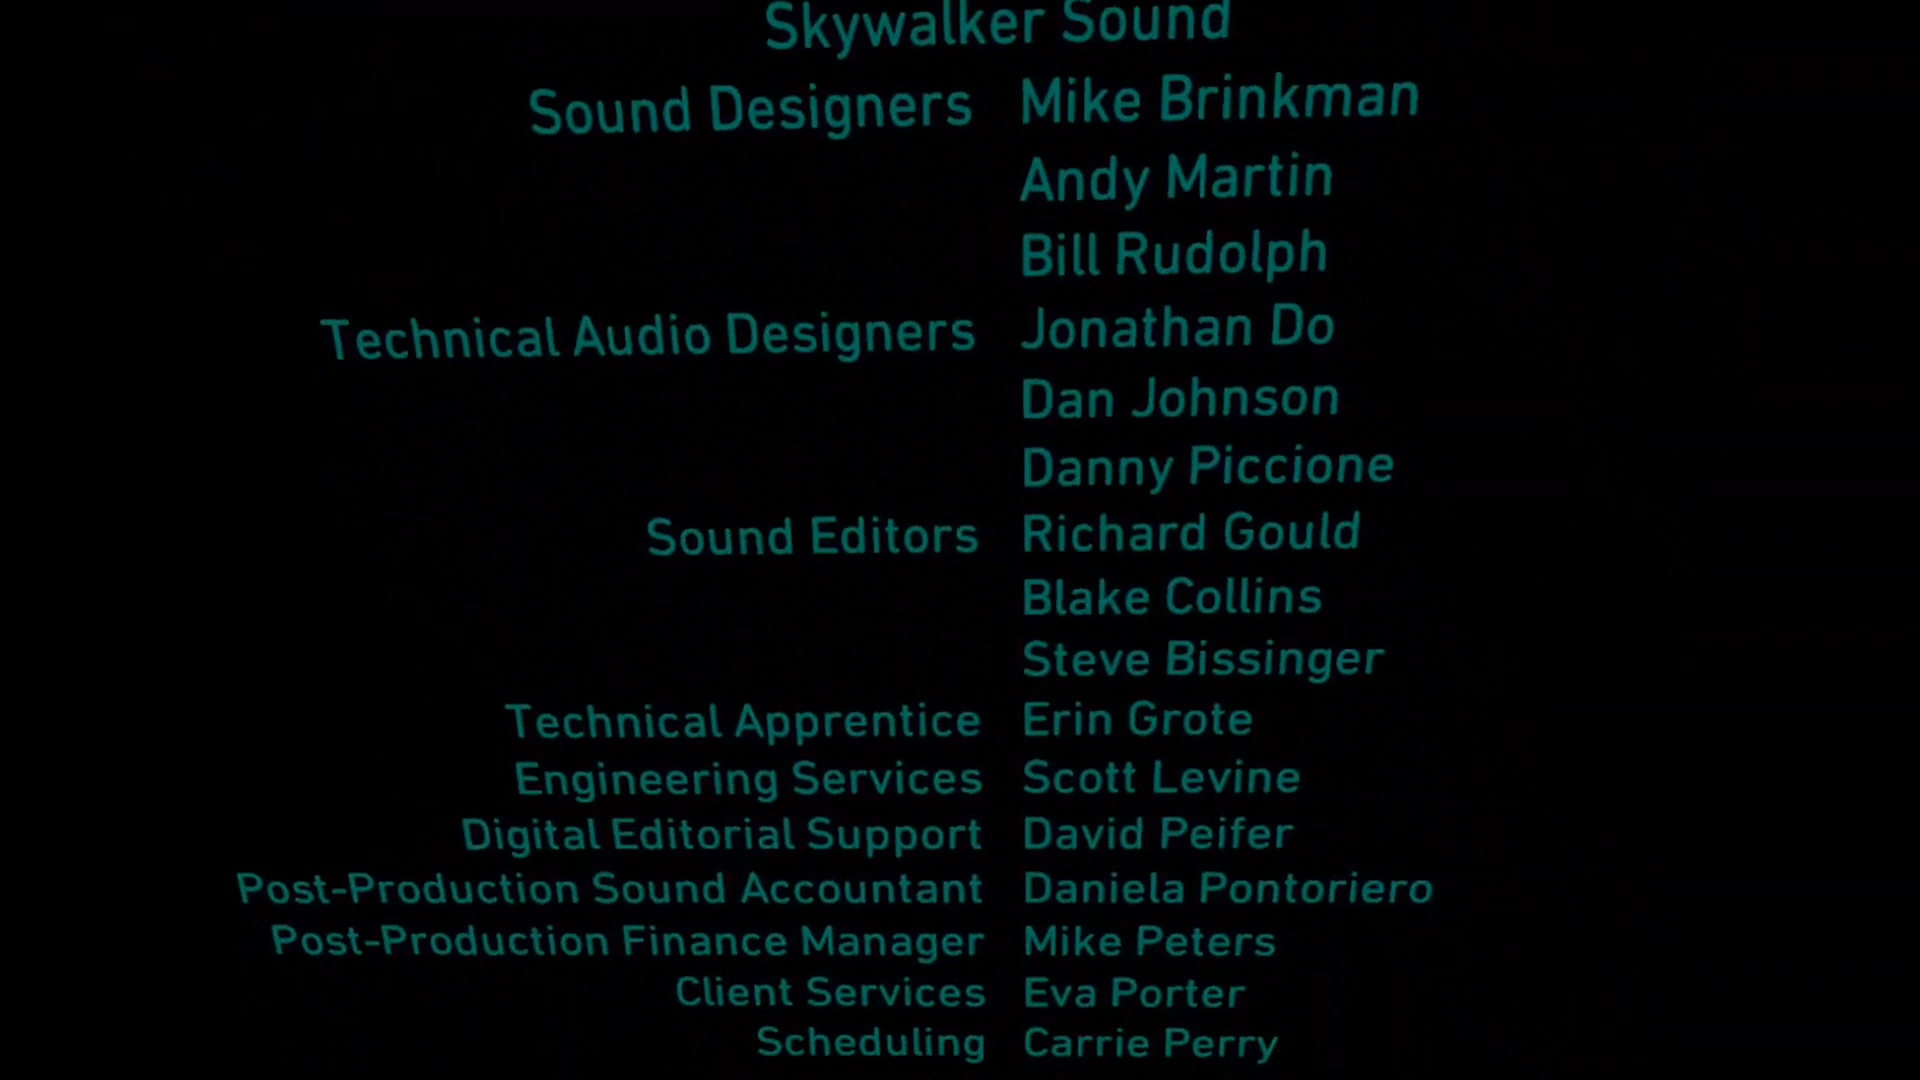 Skywalker Sound
Sound Designers Mike Brinkman
Andy Martin
Bill Rudolph
Technical Audio Designers Jonathan Do
Dan Johnson
Danny Piccione
Sound Editors Richard Gould
Blake Collins
Steve Bissinger
Technical Apprentice Erin Grote
Engineering Services Scott Levine
Digital Editorial Support David Peifer
Post-Production Sound Accountant Daniela Pontoriero
Post-Production Finance Manager Mike Peters
Client Services Eva Porter
Scheduling Carrie Perry